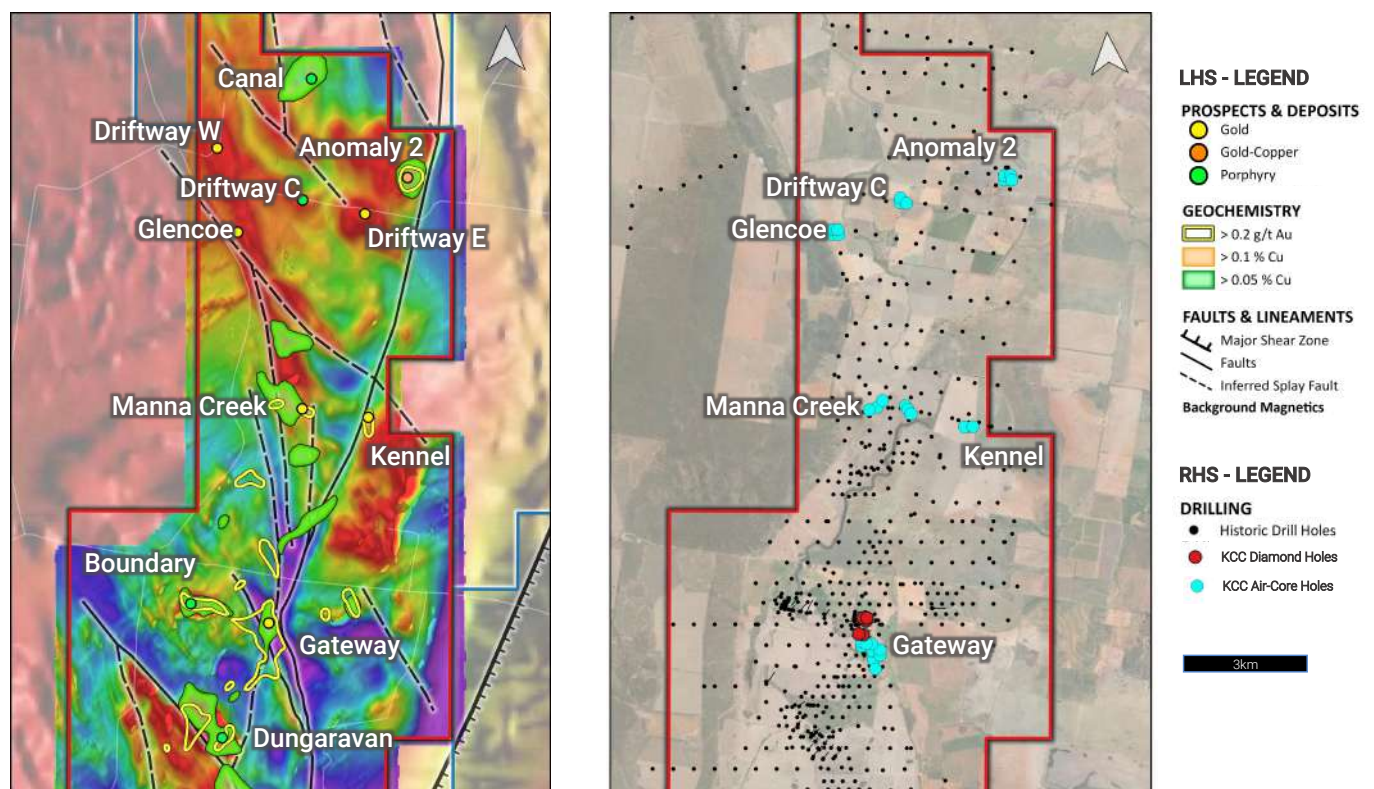 Canal
Driftway W
Anomaly 2
Driftway C
Glencoe
Driftway E
Manna Creek
Kennel
Boundary
Gateway
Dungaravan
Anomaly 2
Driftway C
Glencoe
Manna Creek
Kennel
Gateway
LHS - LEGEND
PROSPECTS & DEPOSITS
Gold
Gold-Copper
Porphyry
GEOCHEMISTRY
> 0.2 g/t Au
> 0.1 % Cu
> 0.05 % Cu
FAULTS & LINEAMENTS
Major Shear Zone
Faults
Inferred Splay Fault
Background Magnetics
RHS - LEGEND
DRILLING
Historic Drill Holes
KCC Diamond Holes
KCC Air-Core Holes
3km